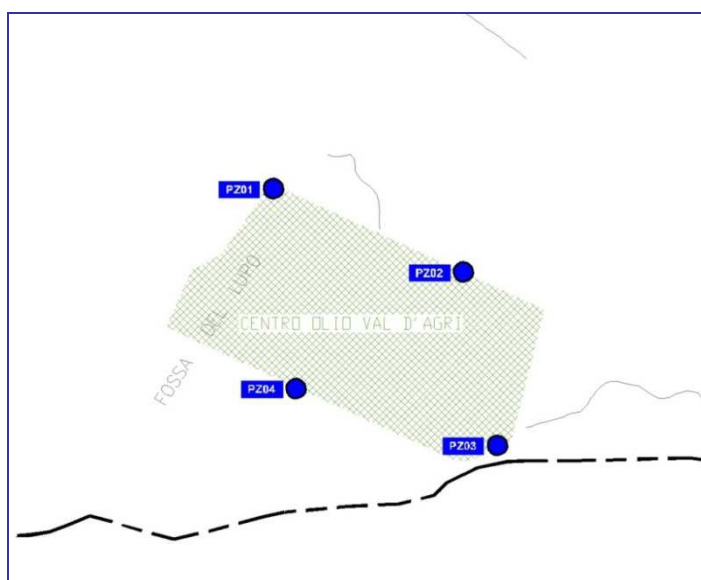 PZ01
PZ02
FOSSA DEL LUPO
CENTRO OLIO VAL D'AGRI
PZ04
PZ03